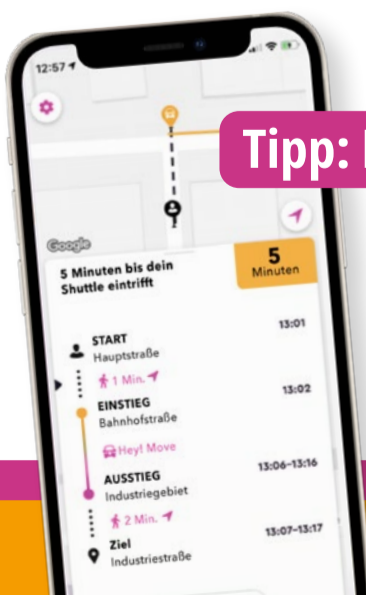 12:57
Tipp:
Google
5 Minuten bis dein
Shuttle eintrifft
5
Minuten
START
13:01
Hauptstraße
1 Min.
EINSTIEG
13:02
Bahnhofstraße
Hey! Move
AUSSTIEG
13:06-13:16
Industriegebiet
2 Min.
Ziel
13:07-13:17
Industriestraße